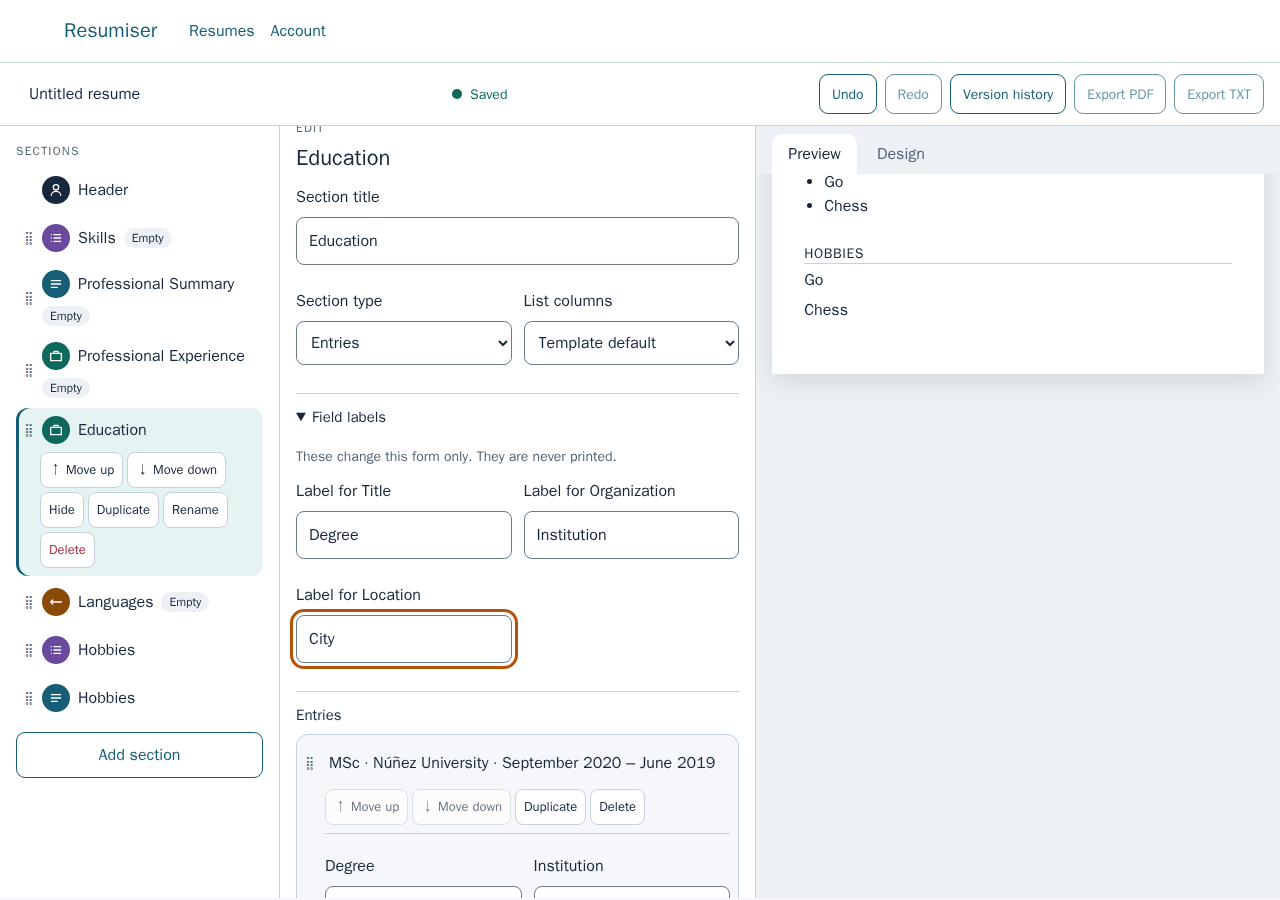 Resumiser
Resumes
Account
Untitled resume
Saved
Undo
Redo
Version history
Export PDF
Export TXT
SECTIONS
Header
Skills
Empty
Professional Summary
Empty
Professional Experience
Empty
Education
↑ Move up
↓ Move down
Hide
Duplicate
Rename
Delete
Languages
Empty
Hobbies
Hobbies
Add section
EDIT
Education
Section title
Education
Section type
List columns
Entries
Template default
▼ Field labels
These change this form only. They are never printed.
Label for Title
Label for Organization
Degree
Institution
Label for Location
City
Entries
MSc · Núñez University · September 2020 – June 2019
↑ Move up
↓ Move down
Duplicate
Delete
Degree
Institution
Preview
Design
• Go
• Chess
HOBBIES
Go
Chess